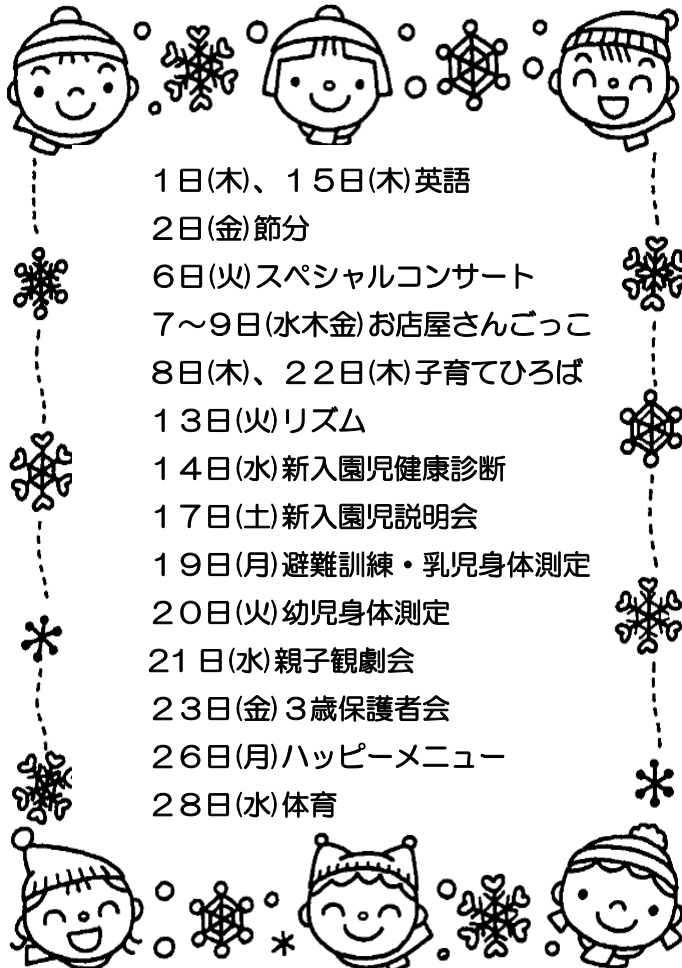 １日(木)、１５日(木)英語
２日(金)節分
６日(火)スペシャルコンサート
７～９日(水木金)お店屋さんごっこ
８日(木)、２２日(木)子育てひろば
１３日(火)リズム
１４日(水)新入園児健康診断
１７日(土)新入園児説明会
１９日(月)避難訓練・乳児身体測定
２０日(火)幼児身体測定
21 日(水)親子観劇会
２３日(金)３歳保護者会
２６日(月)ハッピーメニュー
２８日(水)体育